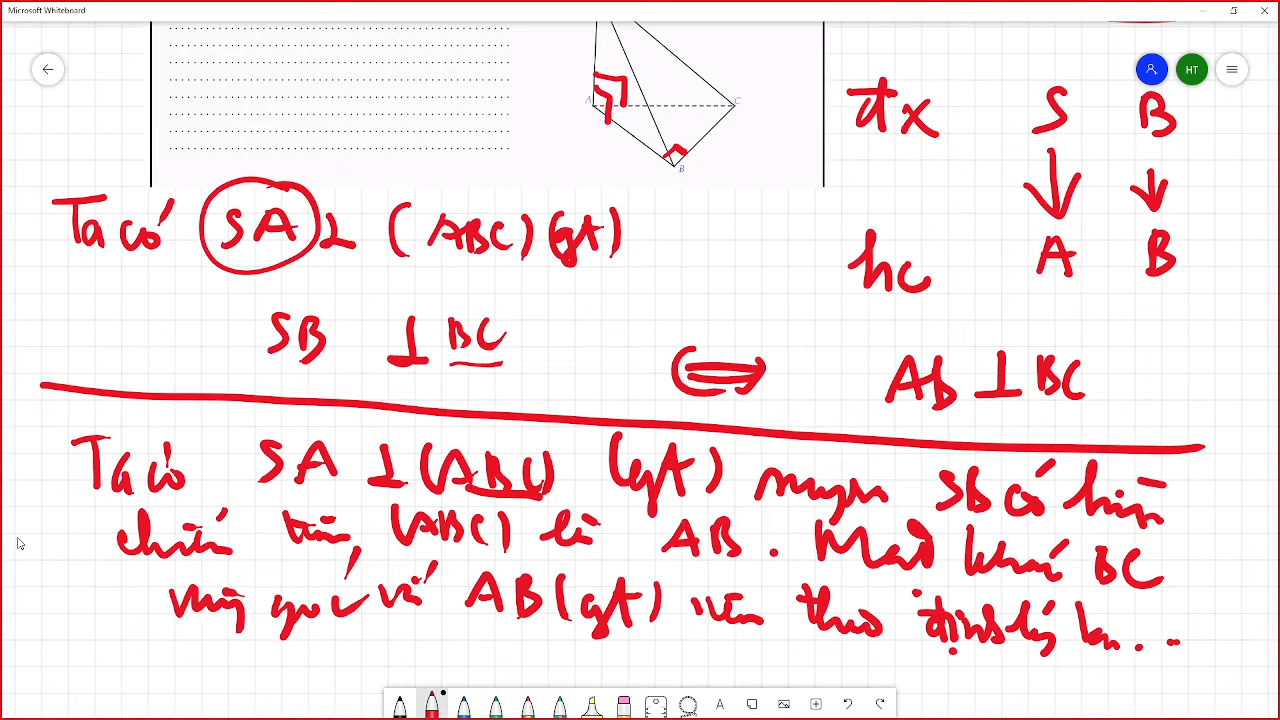 Microsoft Whiteboard
HT
A
C
B
đx S B
Ta có SA ⊥ (ABC) (gt)
hc A B
SB ⊥ BC
⟺ AB ⊥ BC
Ta có SA ⊥ (ABC) (gt) SB có hình
chiếu trên (ABC) là AB. Mặt khác BC
vuông góc với AB (gt) nên theo định lý ba...
A